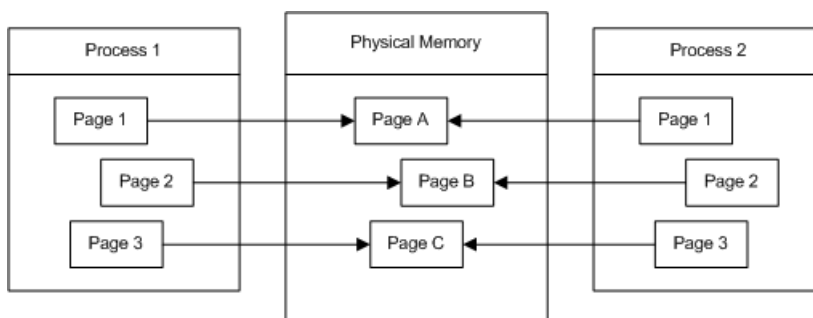 Process 1
Physical Memory
Process 2
Page 1
Page A
Page 1
Page 2
Page B
Page 2
Page 3
Page C
Page 3